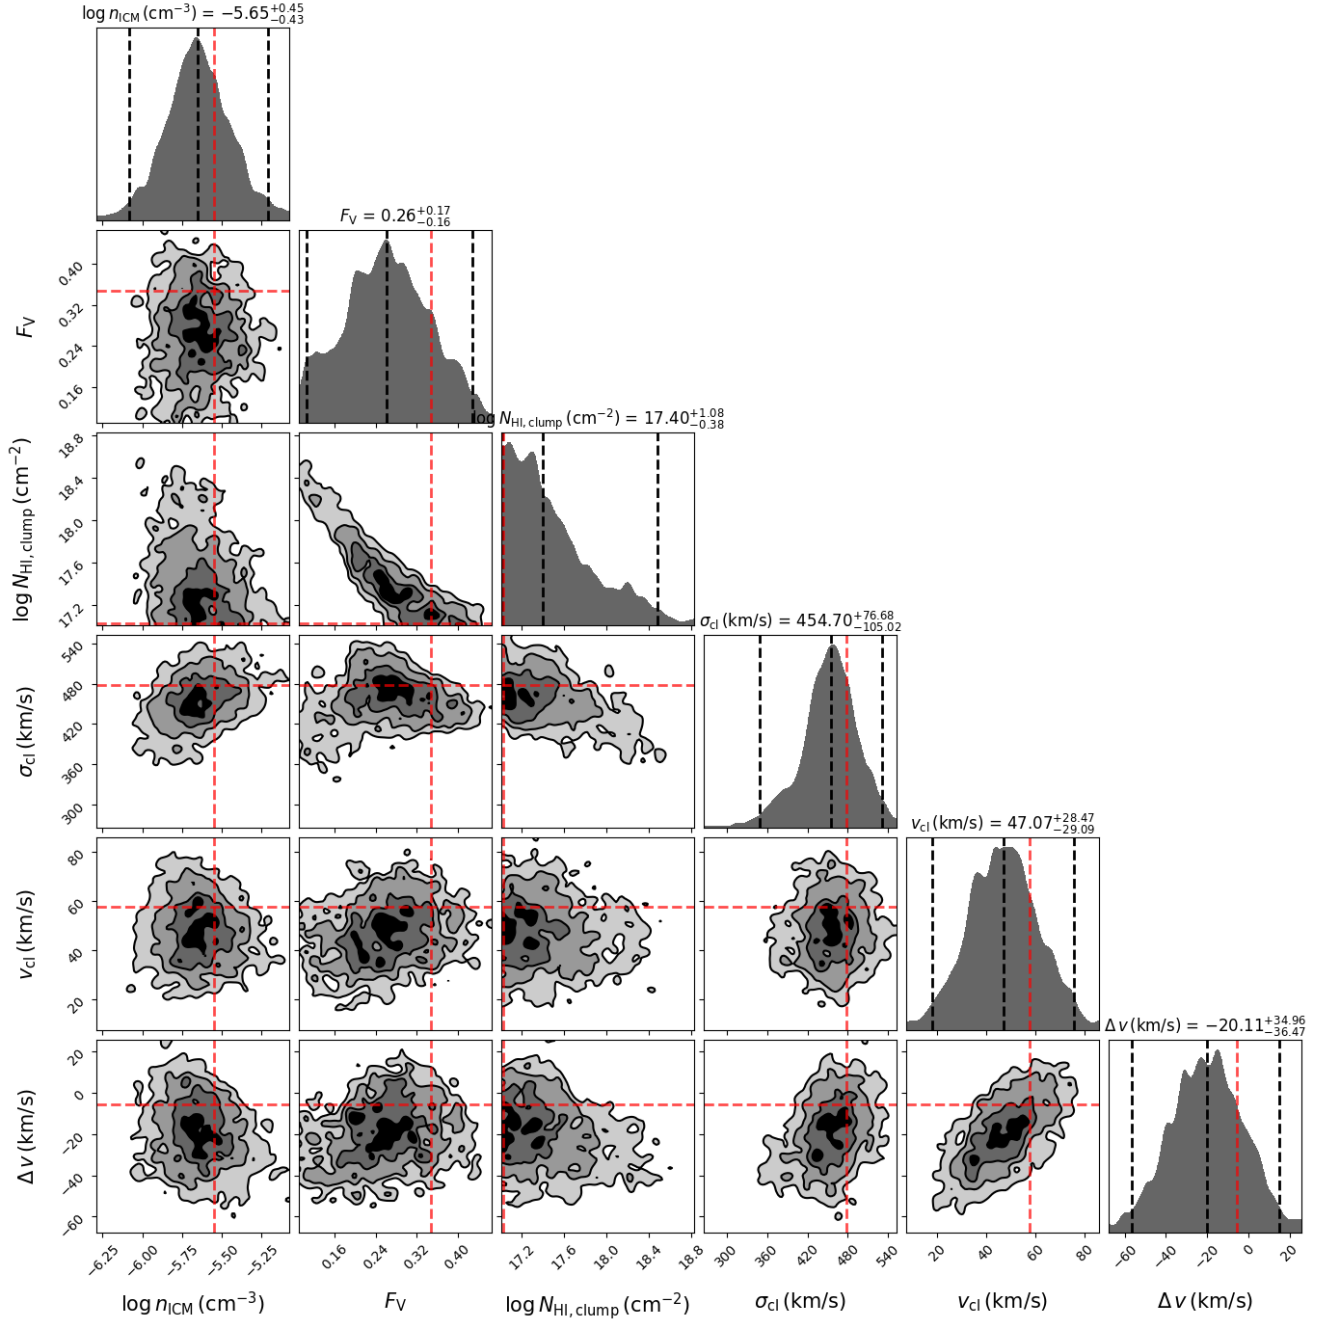 log n_ICM (cm⁻³) = −5.65 +0.45 −0.43
F_V = 0.26 +0.17 −0.16
F_V
0.40
0.32
0.24
0.16
log N_HI, clump (cm⁻²) = 17.40 +1.08 −0.38
log N_HI, clump (cm⁻²)
18.8
18.4
18.0
17.6
17.2
σ_cl (km/s) = 454.70 +76.68 −105.02
σ_cl (km/s)
540
480
420
360
300
v_cl (km/s) = 47.07 +28.47 −29.09
v_cl (km/s)
80
60
40
20
Δ v (km/s) = −20.11 +34.96 −36.47
Δ v (km/s)
20
0
−20
−40
−60
−6.25 −6.00 −5.75 −5.50 −5.25
0.16 0.24 0.32 0.40
17.2 17.6 18.0 18.4 18.8
300 360 420 480 540
20 40 60 80
−60 −40 −20 0 20
log n_ICM (cm⁻³)
F_V
log N_HI, clump (cm⁻²)
σ_cl (km/s)
v_cl (km/s)
Δ v (km/s)